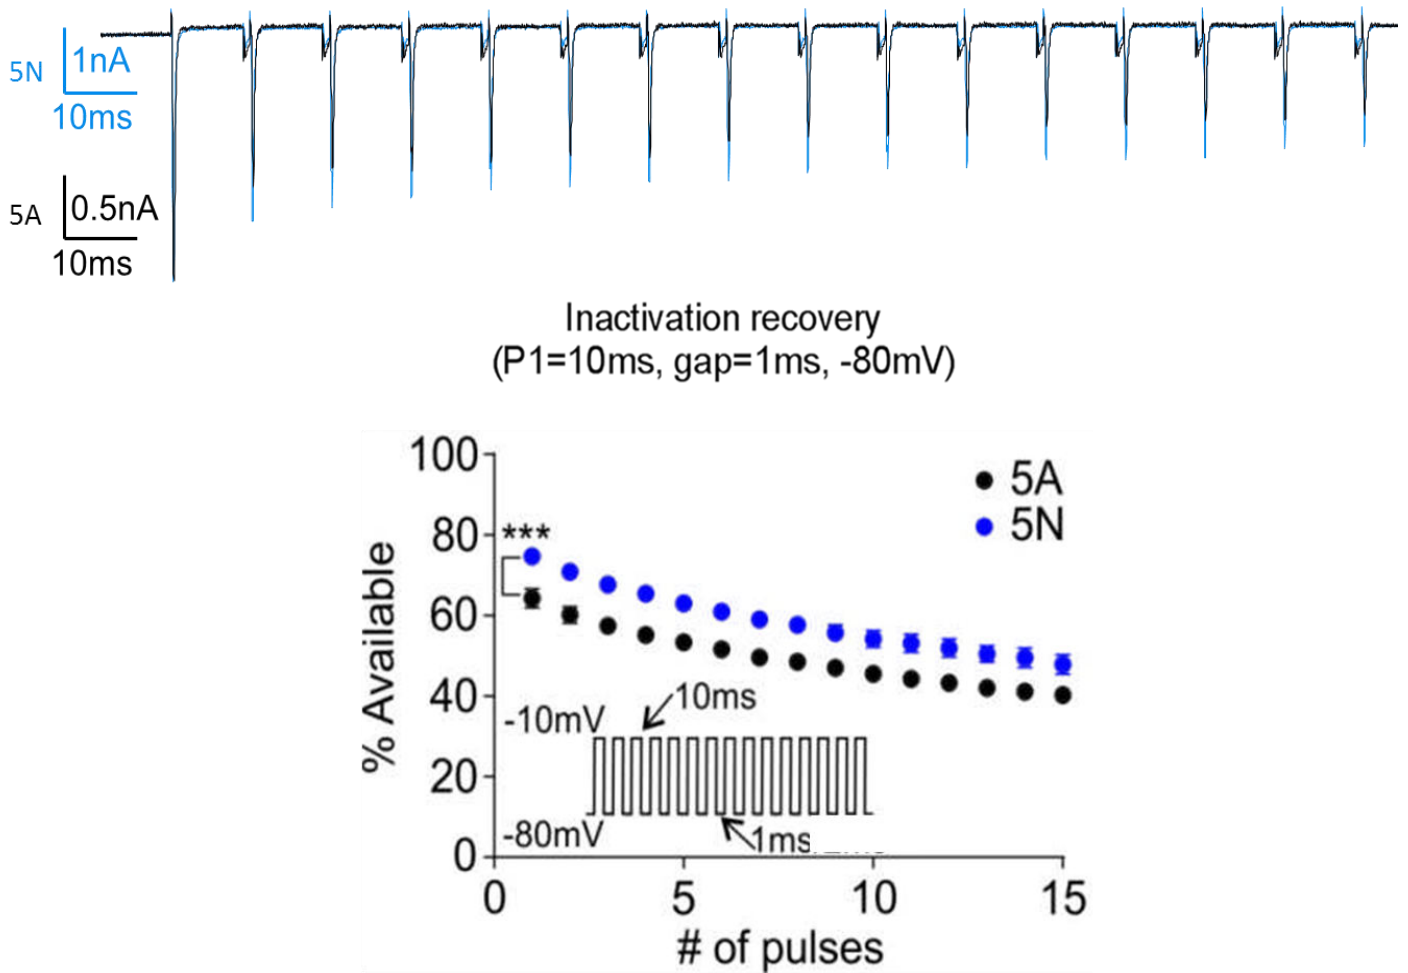 5N
1nA
10ms
5A
0.5nA
10ms
Inactivation recovery
(P1=10ms, gap=1ms, -80mV)
100
80
60
40
20
0
% Available
***
5A
5N
-10mV
10ms
-80mV
1ms
0
5
10
15
# of pulses